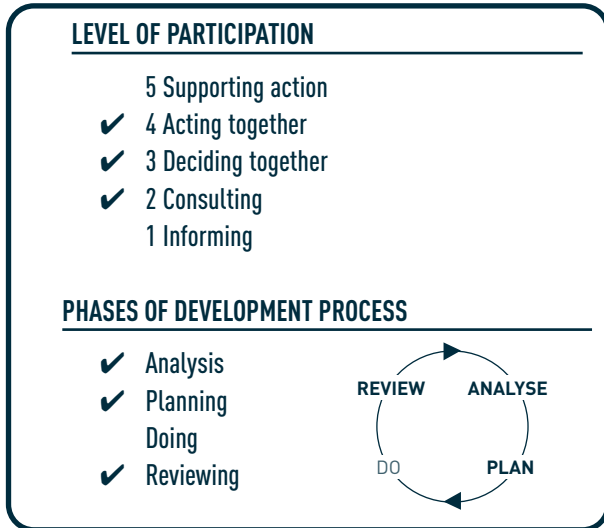 LEVEL OF PARTICIPATION
5 Supporting action
✔ 4 Acting together
✔ 3 Deciding together
✔ 2 Consulting
1 Informing
PHASES OF DEVELOPMENT PROCESS
✔ Analysis
✔ Planning
Doing
✔ Reviewing
REVIEW ANALYSE
DO PLAN